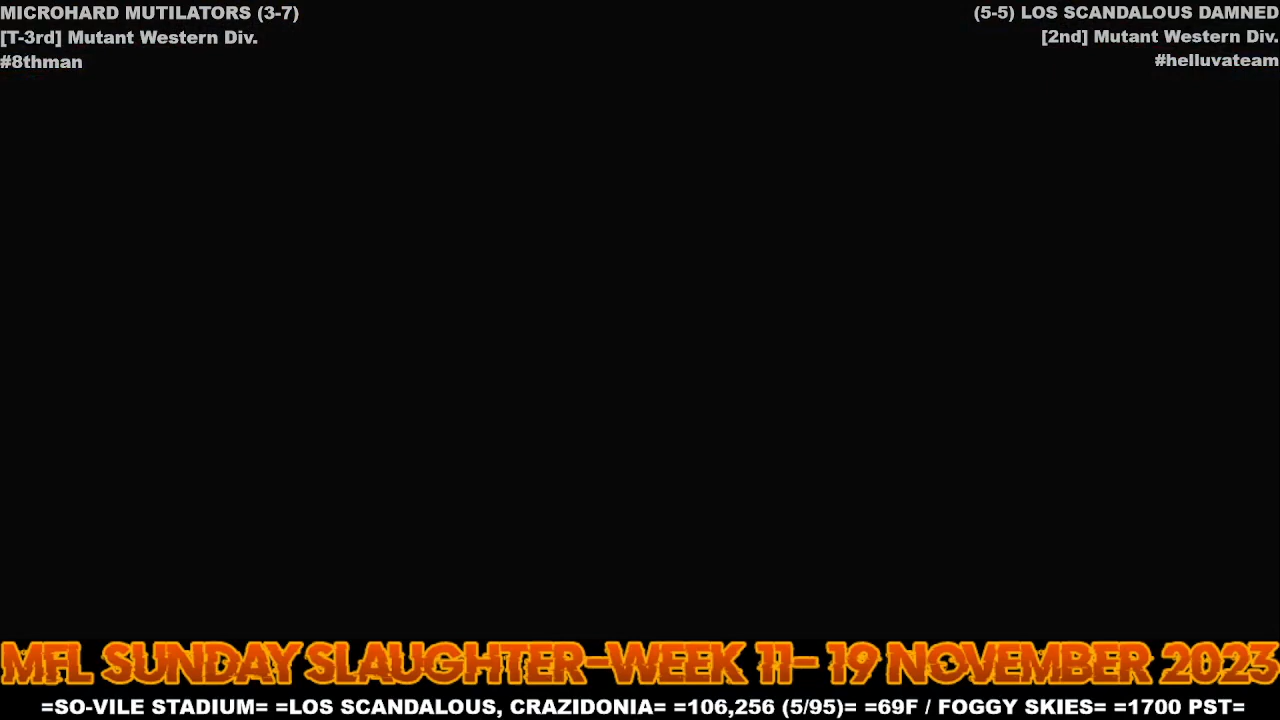 MICROHARD MUTILATORS (3-7)
[T-3rd] Mutant Western Div.
#8thman
(5-5) LOS SCANDALOUS DAMNED
[2nd] Mutant Western Div.
#helluvateam
MFL SUNDAY SLAUGHTER-WEEK 11- 19 NOVEMBER 2023
=SO-VILE STADIUM= =LOS SCANDALOUS, CRAZIDONIA= =106,256 (5/95)= =69F / FOGGY SKIES= =1700 PST=